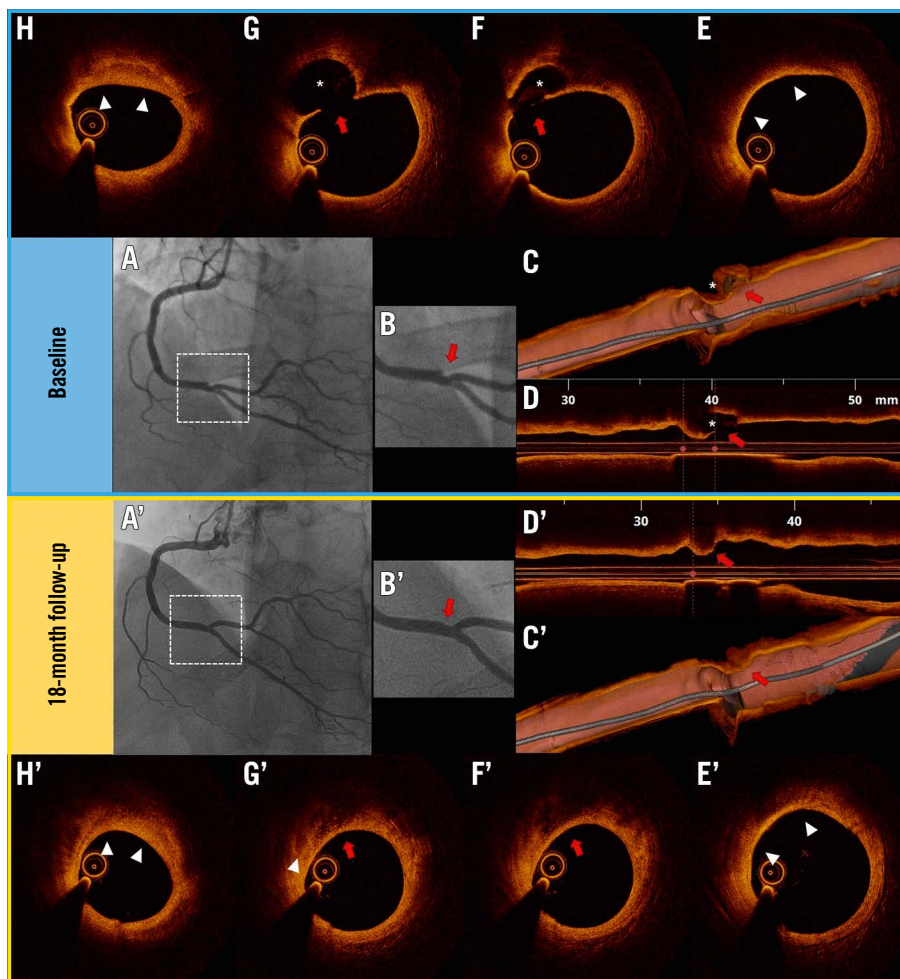 H G F E
* *
Baseline
A
B
C
*
D
30 40 50 mm
*
18-month follow-up
A'
B'
D'
30 40
C'
H' G' F' E'